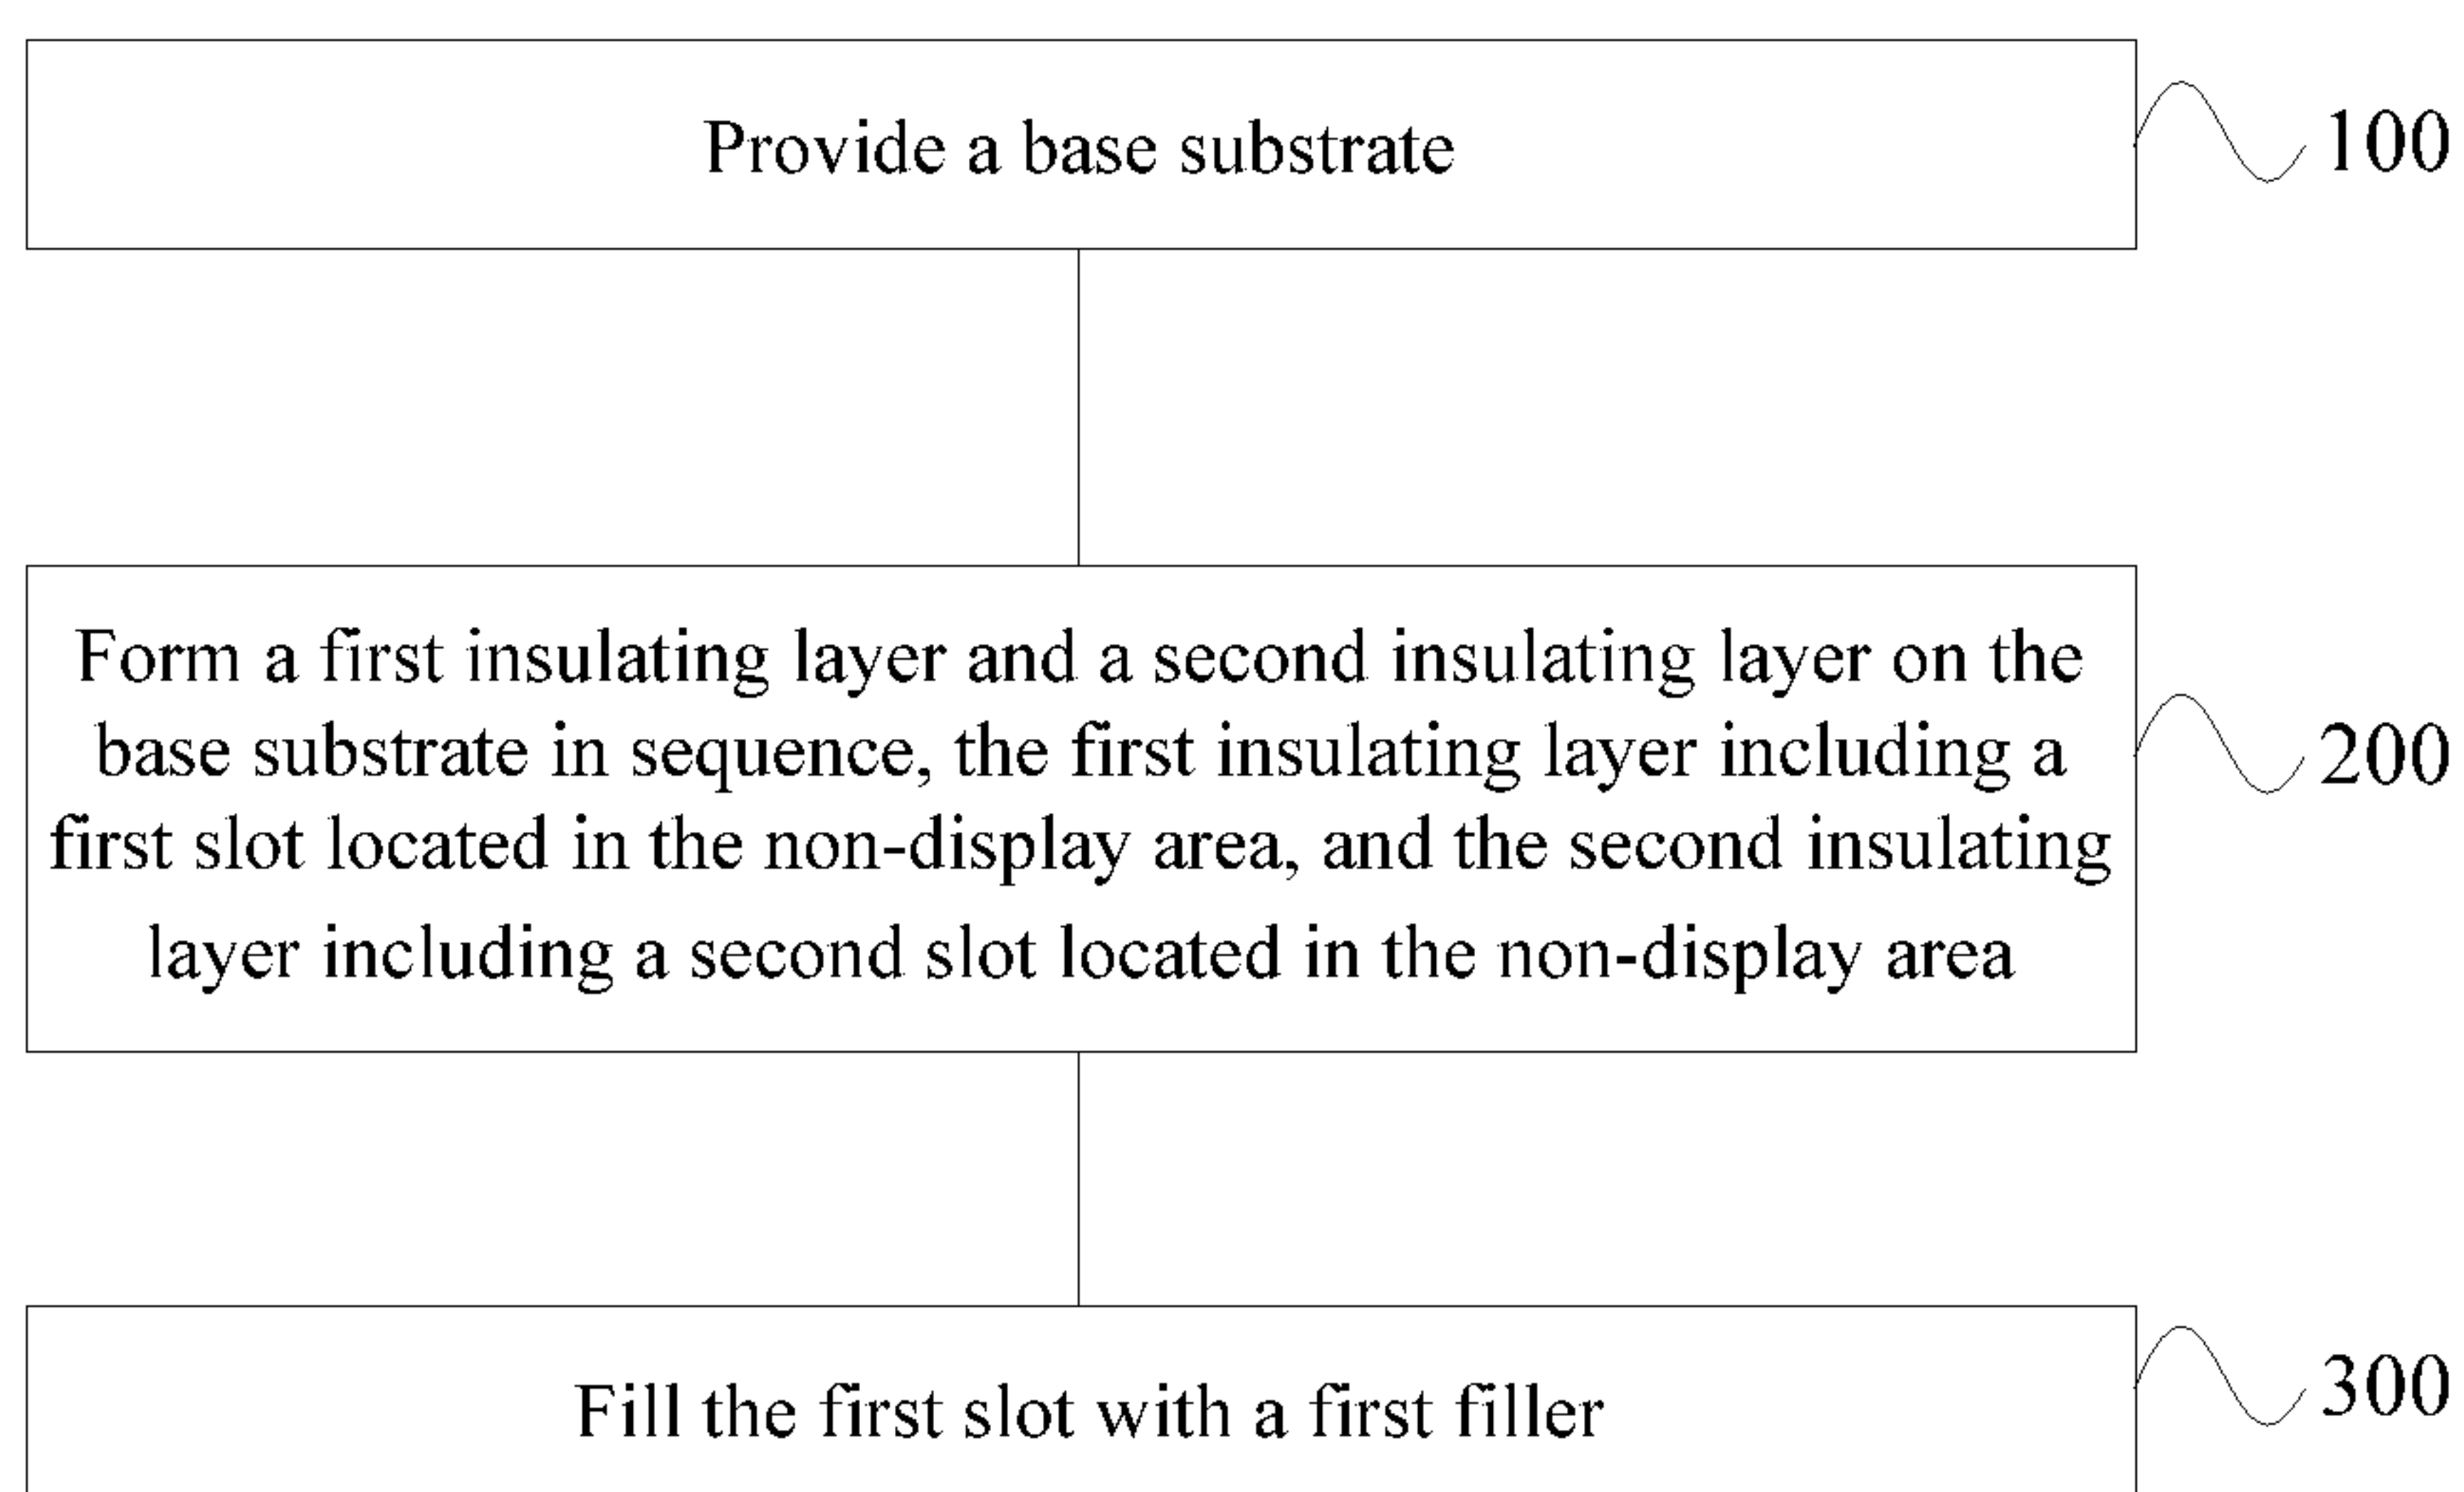 Provide a base substrate
100
Form a first insulating layer and a second insulating layer on the
base substrate in sequence, the first insulating layer including a
first slot located in the non-display area, and the second insulating
layer including a second slot located in the non-display area
200
Fill the first slot with a first filler
300